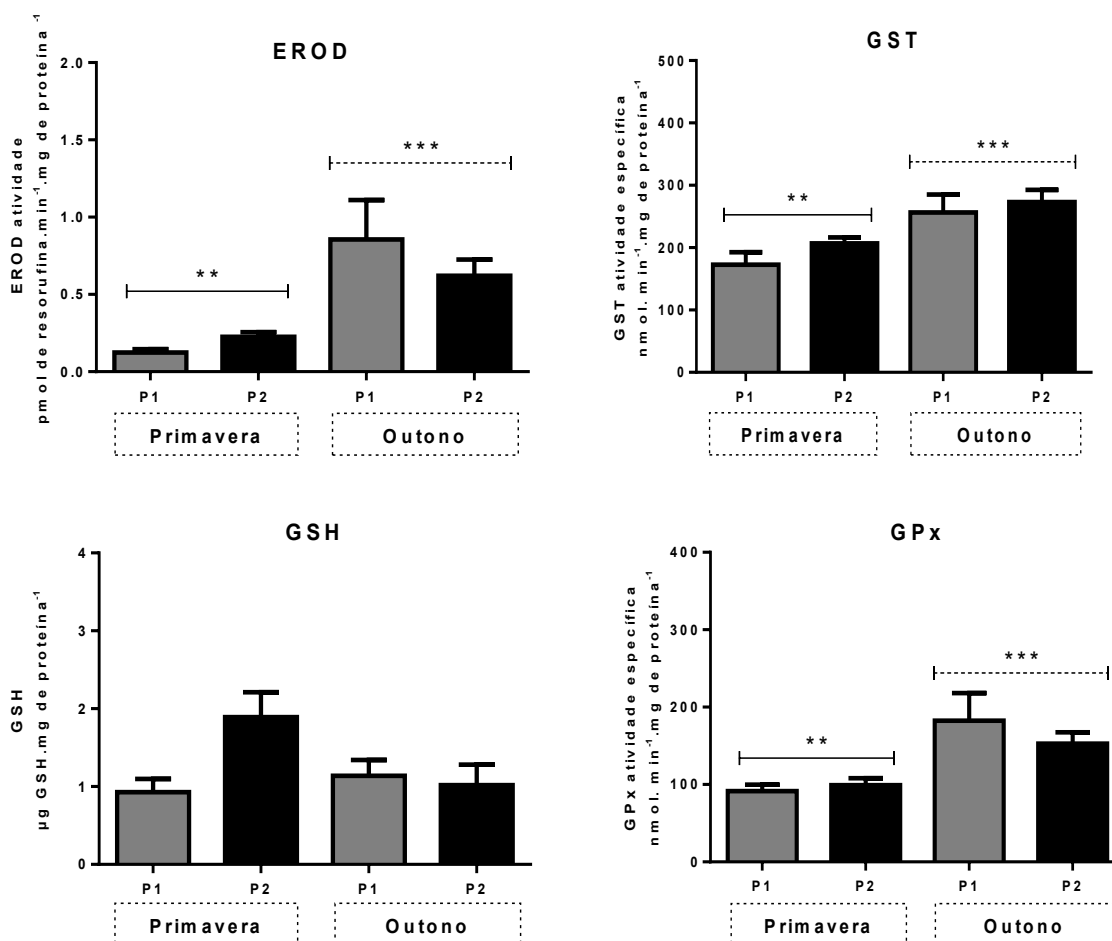 EROD
EROD atividade
pmol de resorufina.min⁻¹.mg de proteína ⁻¹
2.0
1.5
1.0
0.5
0.0
**
***
P1
P2
P1
P2
Primavera
Outono
GST
GST atividade específica
nmol.min⁻¹.mg de proteína⁻¹
500
400
300
200
100
0
**
***
P1
P2
P1
P2
Primavera
Outono
GSH
GSH
µg GSH.mg de proteína⁻¹
4
3
2
1
0
P1
P2
P1
P2
Primavera
Outono
GPx
GPx atividade específica
nmol.min⁻¹.mg de proteína⁻¹
400
300
200
100
0
**
***
P1
P2
P1
P2
Primavera
Outono